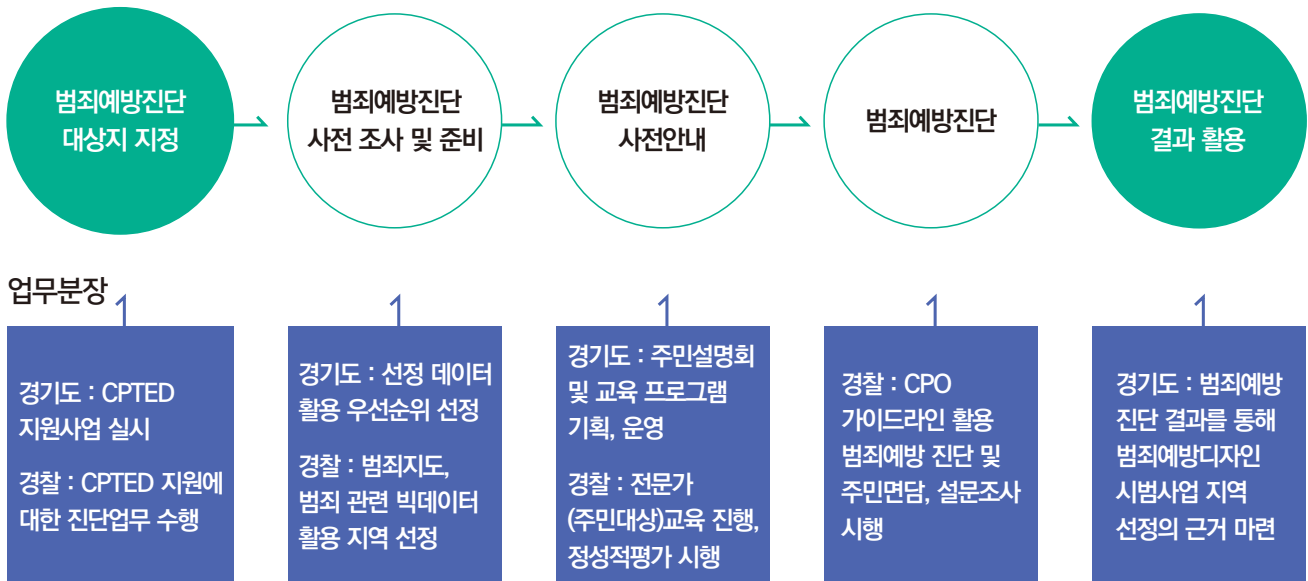 범죄예방진단
대상지 지정
범죄예방진단
사전 조사 및 준비
범죄예방진단
사전안내
범죄예방진단
범죄예방진단
결과 활용
업무분장
경기도 : CPTED
지원사업 실시
경찰 : CPTED 지원에
대한 진단업무 수행
경기도 : 선정 데이터
활용 우선순위 선정
경찰 : 범죄지도,
범죄 관련 빅데이터
활용 지역 선정
경기도 : 주민설명회
및 교육 프로그램
기획, 운영
경찰 : 전문가
(주민대상)교육 진행,
정성적평가 시행
경찰 : CPO
가이드라인 활용
범죄예방 진단 및
주민면담, 설문조사
시행
경기도 : 범죄예방
진단 결과를 통해
범죄예방디자인
시범사업 지역
선정의 근거 마련